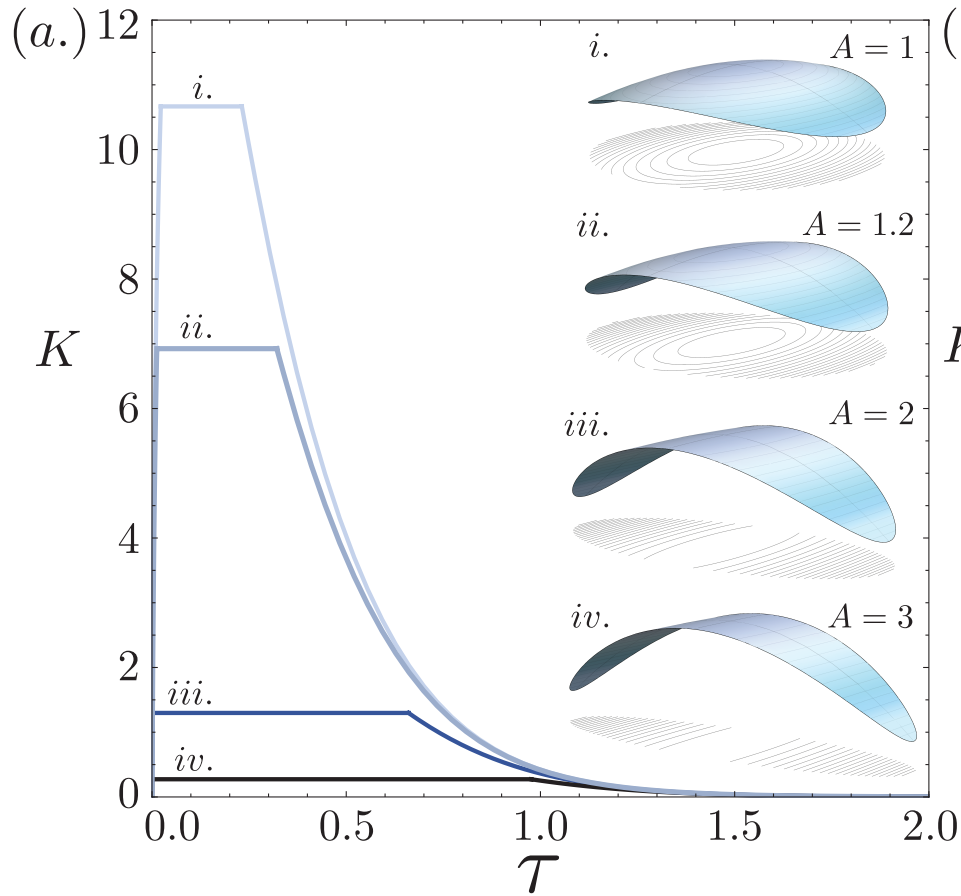 (a.)
12
10
8
6
4
2
0
K
i.
ii.
iii.
iv.
i.
A = 1
ii.
A = 1.2
iii.
A = 2
iv.
A = 3
0.0 0.5 1.0 1.5 2.0
τ
(